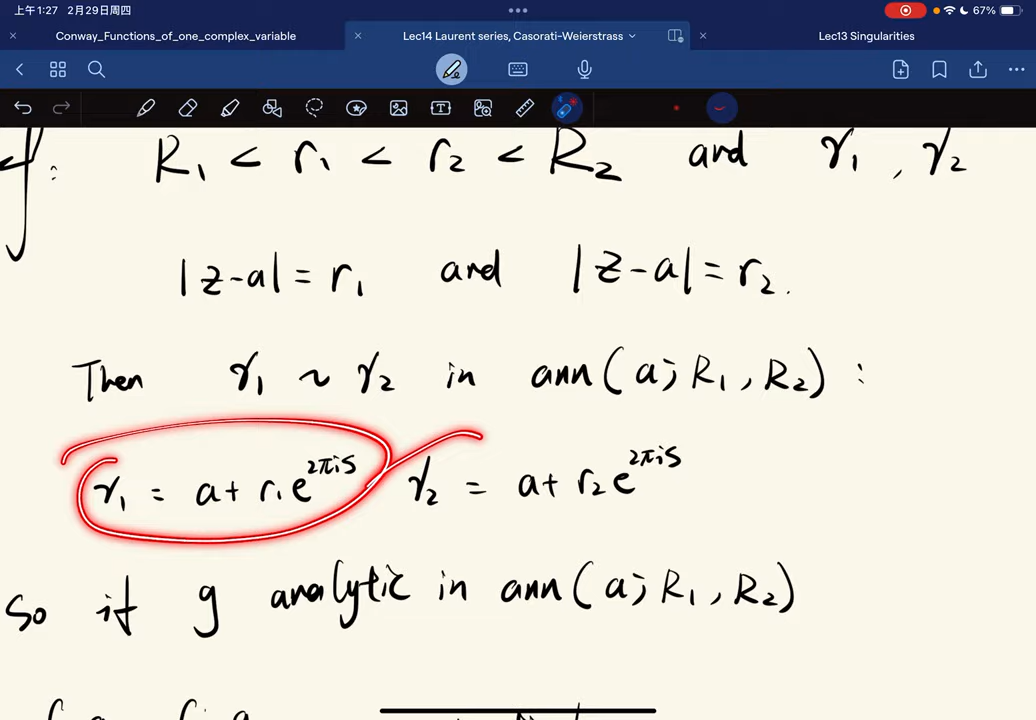 上午1:27 2月29日周四
67%
Conway_Functions_of_one_complex_variable
Lec14 Laurent series, Casorati-Weierstrass
Lec13 Singularities
R₁ < r₁ < r₂ < R₂ and γ₁, γ₂
|z-a| = r₁ and |z-a| = r₂.
Then γ₁ ~ γ₂ in ann(a; R₁, R₂) :
γ₁ = a + r₁e^{2πis} γ₂ = a + r₂e^{2πis}
So if g analytic in ann(a; R₁, R₂)